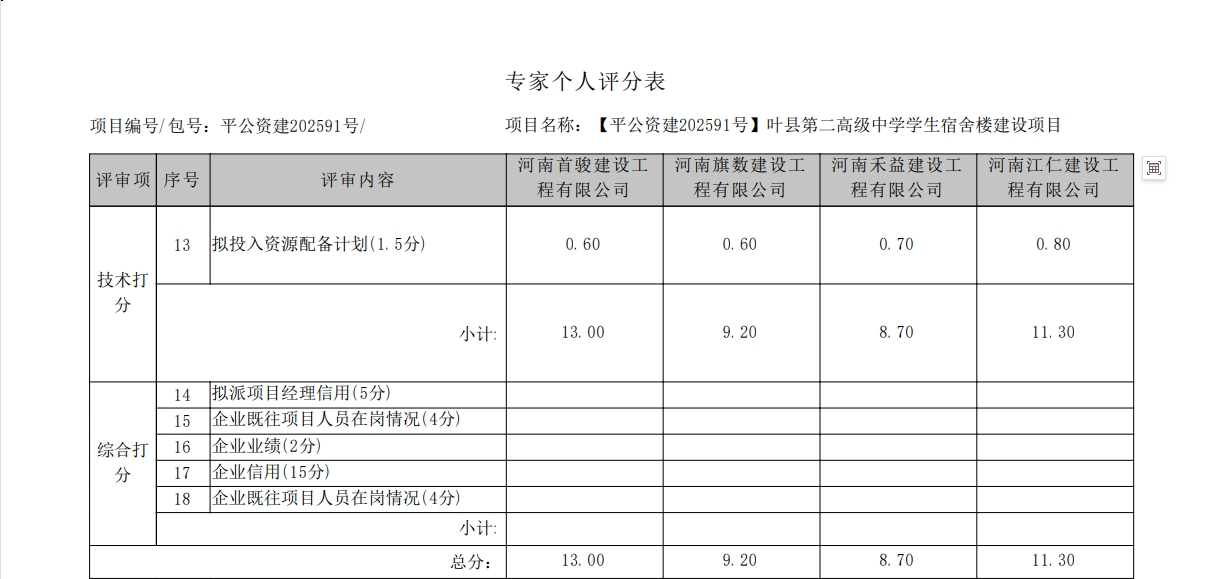 专家个人评分表
项目编号/包号：平公资建202591号/ 项目名称：【平公资建202591号】叶县第二高级中学学生宿舍楼建设项目
评审项 序号 评审内容 河南首骏建设工程有限公司 河南旗数建设工程有限公司 河南禾益建设工程有限公司 河南江仁建设工程有限公司
技术打分 13 拟投入资源配备计划(1.5分) 0.60 0.60 0.70 0.80
小计: 13.00 9.20 8.70 11.30
综合打分 14 拟派项目经理信用(5分)
15 企业既往项目人员在岗情况(4分)
16 企业业绩(2分)
17 企业信用(15分)
18 企业既往项目人员在岗情况(4分)
小计:
总分： 13.00 9.20 8.70 11.30